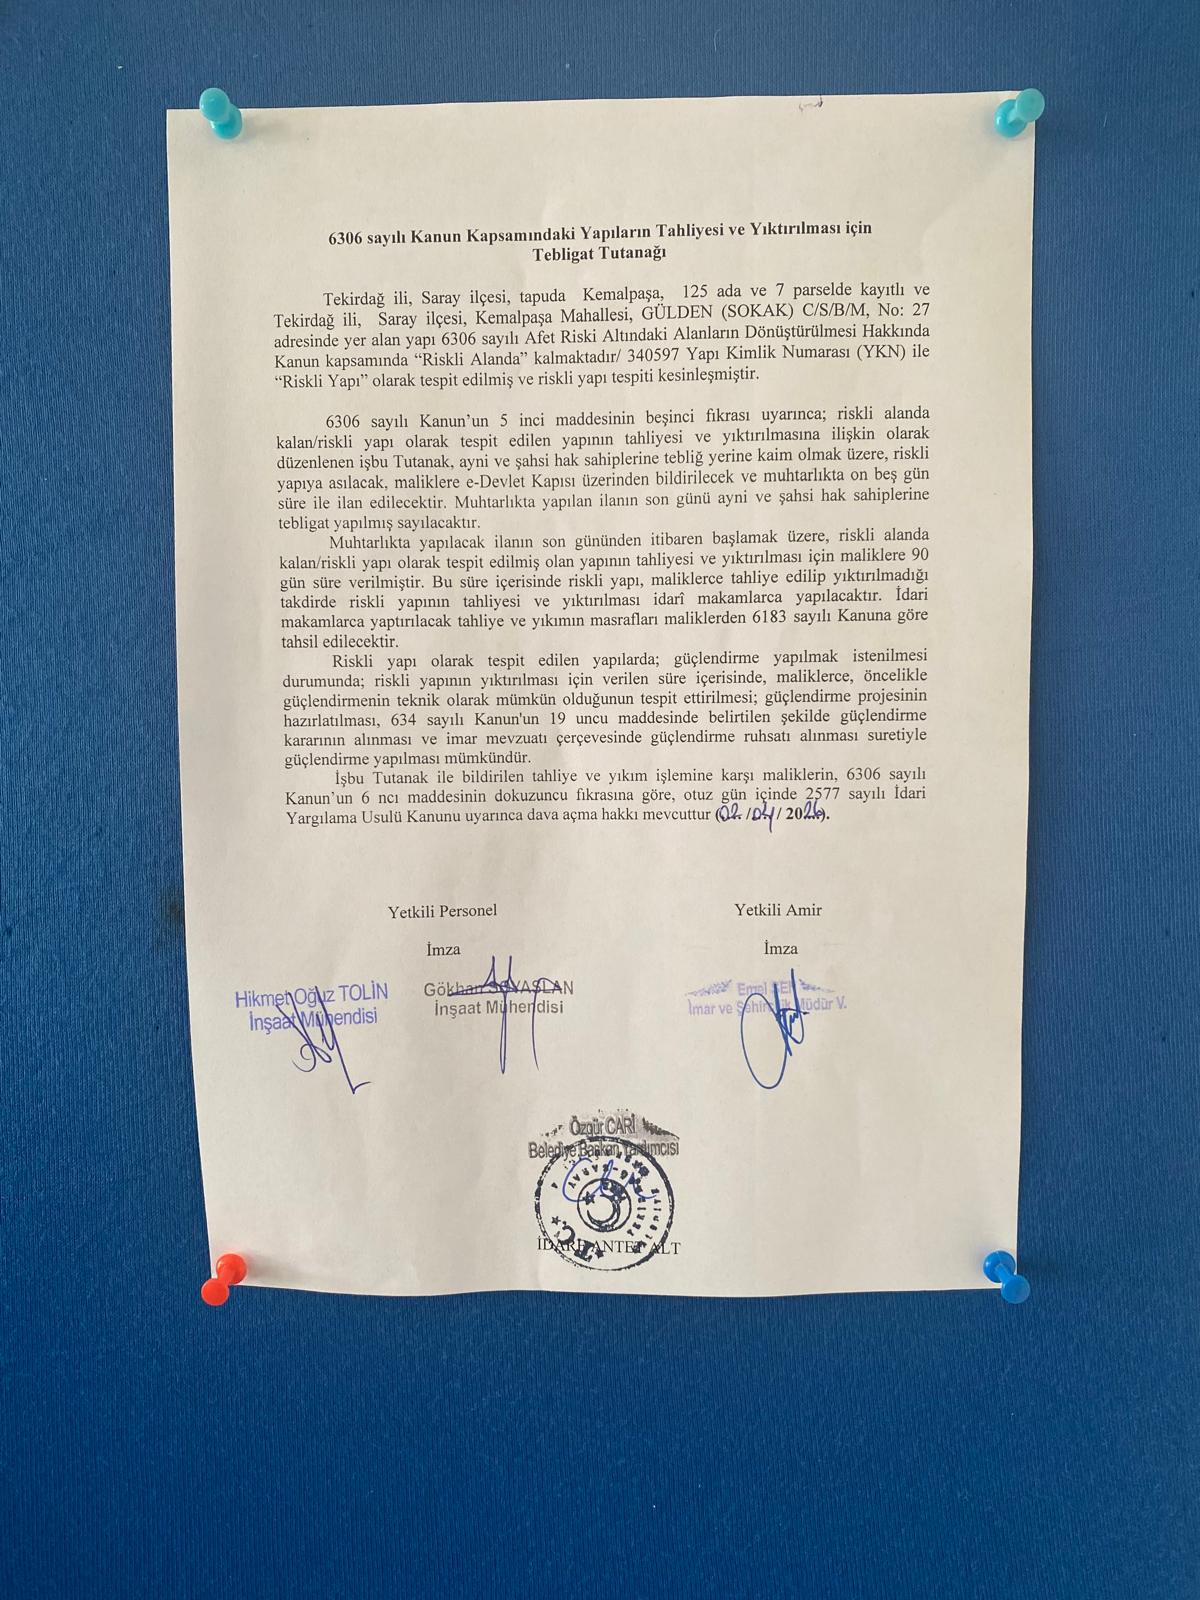 6306 sayılı Kanun Kapsamındaki Yapıların Tahliyesi ve Yıktırılması için
Tebligat Tutanağı
Tekirdağ ili, Saray ilçesi, tapuda Kemalpaşa, 125 ada ve 7 parselde kayıtlı ve
Tekirdağ ili, Saray ilçesi, Kemalpaşa Mahallesi, GÜLDEN (SOKAK) C/S/B/M, No: 27
adresinde yer alan yapı 6306 sayılı Afet Riski Altındaki Alanların Dönüştürülmesi Hakkında
Kanun kapsamında “Riskli Alanda” kalmaktadır/ 340597 Yapı Kimlik Numarası (YKN) ile
“Riskli Yapı” olarak tespit edilmiş ve riskli yapı tespiti kesinleşmiştir.
6306 sayılı Kanun’un 5 inci maddesinin beşinci fıkrası uyarınca; riskli alanda
kalan/riskli yapı olarak tespit edilen yapının tahliyesi ve yıktırılmasına ilişkin olarak
düzenlenen işbu Tutanak, ayni ve şahsi hak sahiplerine tebliğ yerine kaim olmak üzere, riskli
yapıya asılacak, maliklere e-Devlet Kapısı üzerinden bildirilecek ve muhtarlıkta on beş gün
süre ile ilan edilecektir. Muhtarlıkta yapılan ilanın son günü ayni ve şahsi hak sahiplerine
tebligat yapılmış sayılacaktır.
Muhtarlıkta yapılacak ilanın son gününden itibaren başlamak üzere, riskli alanda
kalan/riskli yapı olarak tespit edilmiş olan yapının tahliyesi ve yıktırılması için maliklere 90
gün süre verilmiştir. Bu süre içerisinde riskli yapı, maliklerce tahliye edilip yıktırılmadığı
takdirde riskli yapının tahliyesi ve yıktırılması idarî makamlarca yapılacaktır. İdari
makamlarca yaptırılacak tahliye ve yıkımın masrafları maliklerden 6183 sayılı Kanuna göre
tahsil edilecektir.
Riskli yapı olarak tespit edilen yapılarda; güçlendirme yapılmak istenilmesi
durumunda; riskli yapının yıktırılması için verilen süre içerisinde, maliklerce, öncelikle
güçlendirmenin teknik olarak mümkün olduğunun tespit ettirilmesi; güçlendirme projesinin
hazırlatılması, 634 sayılı Kanun'un 19 uncu maddesinde belirtilen şekilde güçlendirme
kararının alınması ve imar mevzuatı çerçevesinde güçlendirme ruhsatı alınması suretiyle
güçlendirme yapılması mümkündür.
İşbu Tutanak ile bildirilen tahliye ve yıkım işlemine karşı maliklerin, 6306 sayılı
Kanun’un 6 ncı maddesinin dokuzuncu fıkrasına göre, otuz gün içinde 2577 sayılı İdari
Yargılama Usulü Kanunu uyarınca dava açma hakkı mevcuttur (02/04/2026).
Yetkili Personel Yetkili Amir
İmza İmza
Hikmet Oğuz TOLİN
İnşaat Mühendisi
Gökhan
İnşaat Mühendisi
Emel
İmar ve Müdür V.
Özgür CARİ
Belediye Başkan Yardımcısı
T.C.
İDARE ANTET ALT